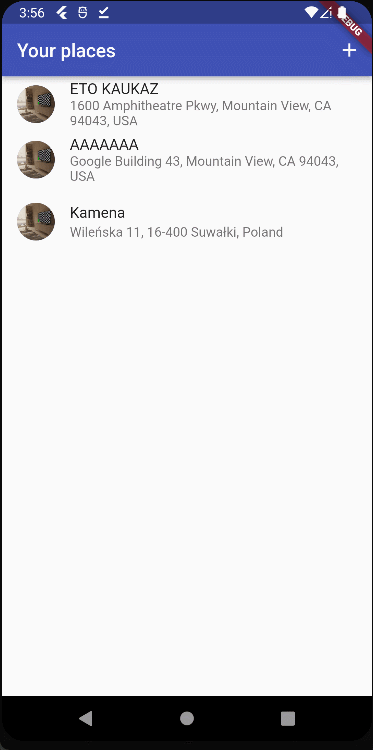 3:56
DEBUG
Your places
ETO KAUKAZ
1600 Amphitheatre Pkwy, Mountain View, CA
94043, USA
AAAAAAA
Google Building 43, Mountain View, CA 94043,
USA
Kamena
Wileńska 11, 16-400 Suwałki, Poland